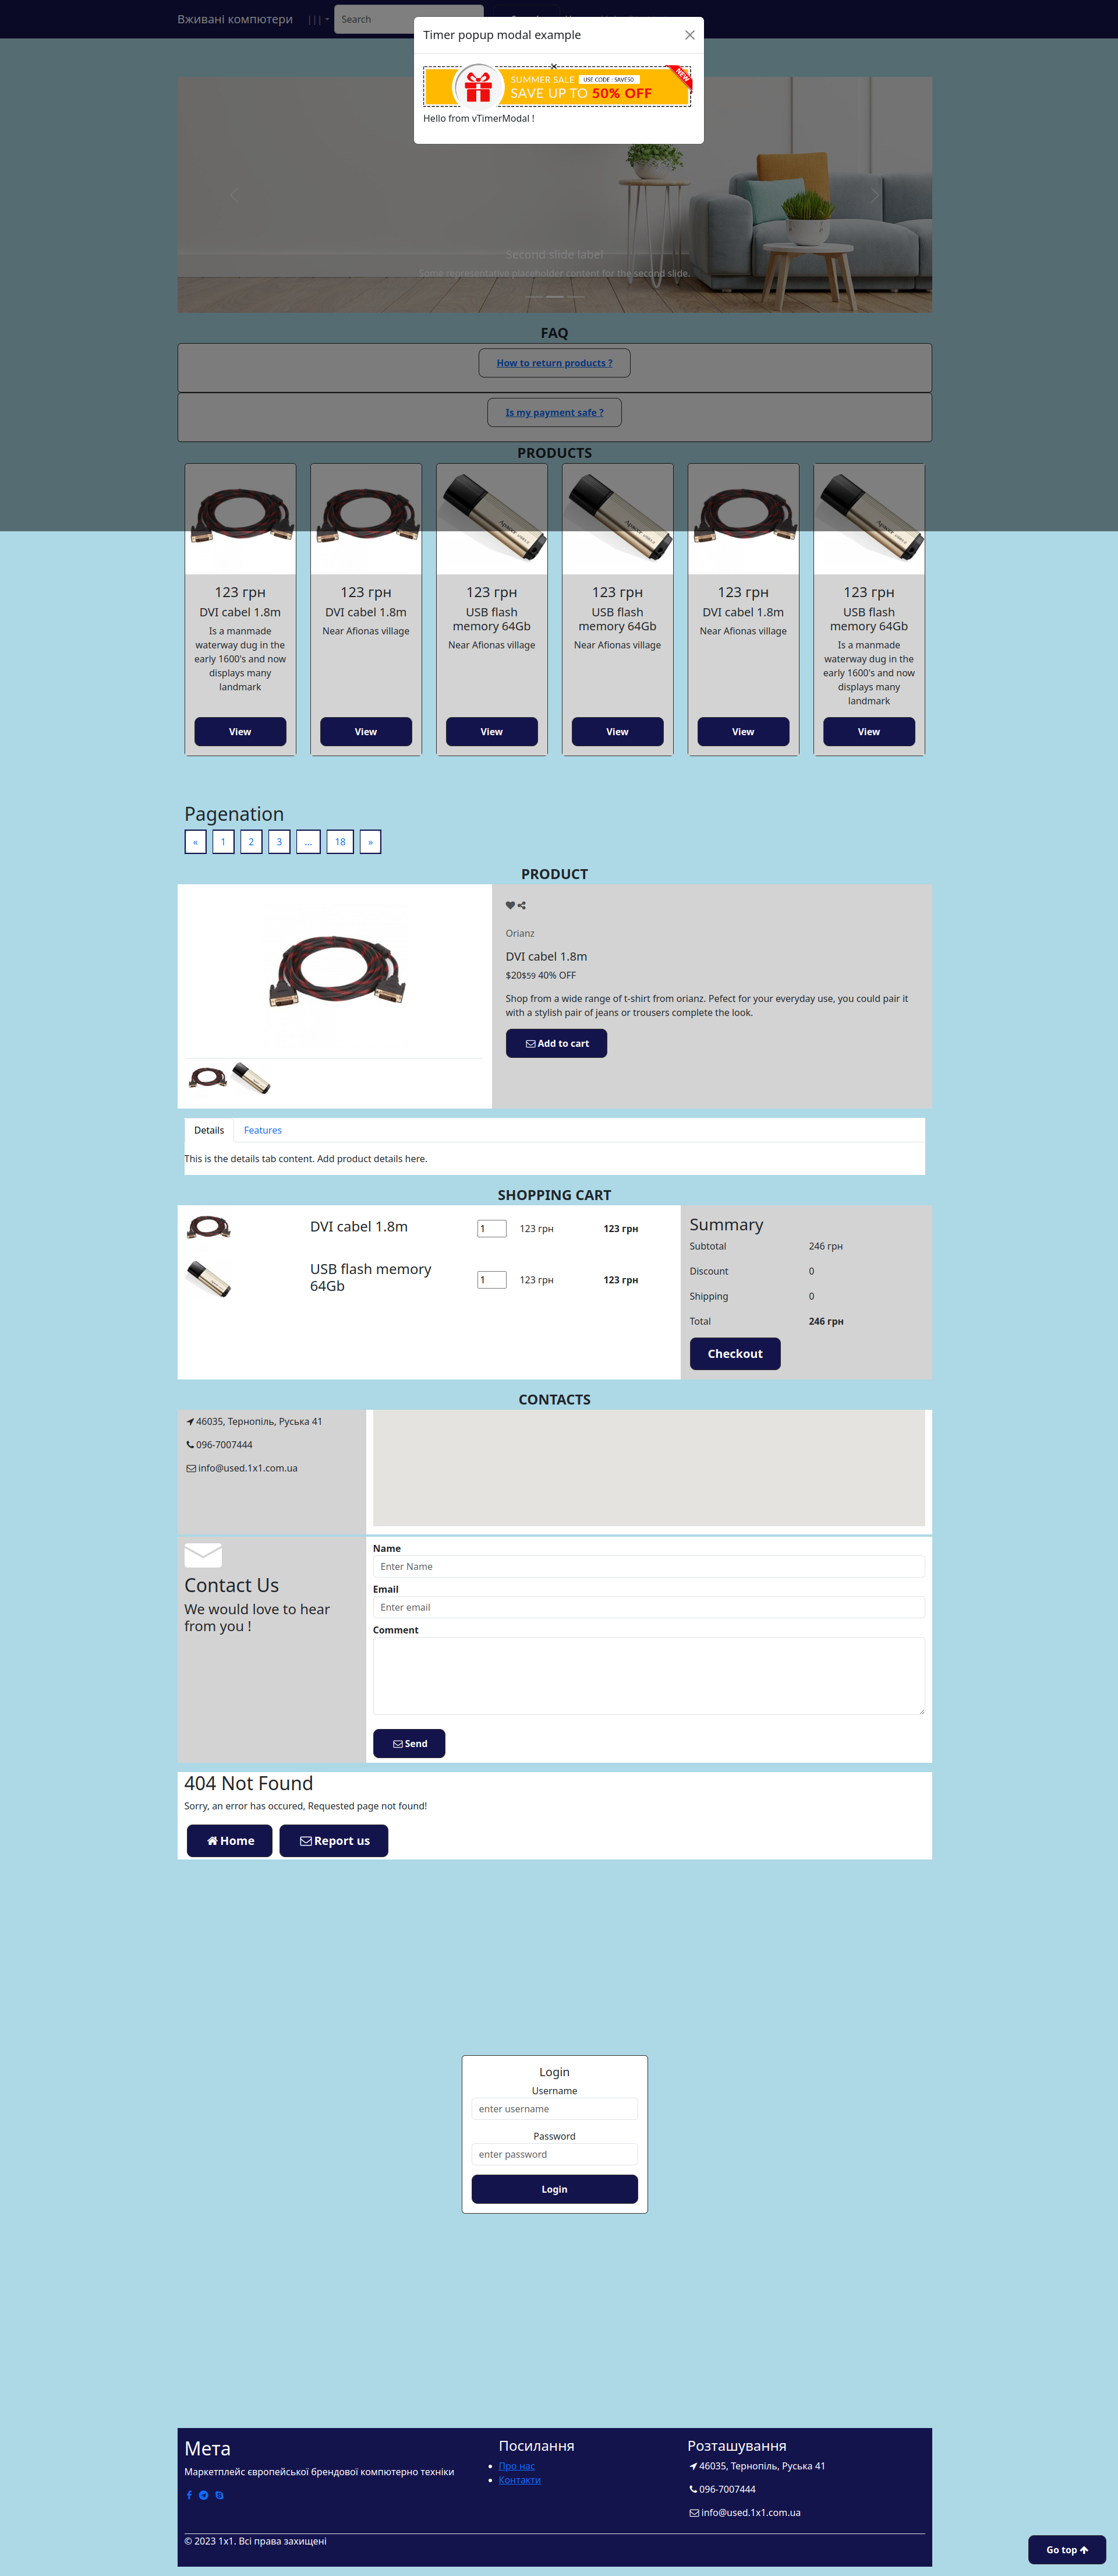 Вживані компьютери
Search
Timer popup modal example
SUMMER SALE USE CODE : SAVE50
SAVE UP TO 50% OFF
NEW
Hello from vTimerModal !
Second slide label
Some representative placeholder content for the second slide.
FAQ
How to return products ?
Is my payment safe ?
PRODUCTS
123 грн
DVI cabel 1.8m
Is a manmade
waterway dug in the
early 1600's and now
displays many
landmark
View
123 грн
DVI cabel 1.8m
Near Afionas village
View
123 грн
USB flash
memory 64Gb
Near Afionas village
View
123 грн
USB flash
memory 64Gb
Near Afionas village
View
123 грн
DVI cabel 1.8m
Near Afionas village
View
123 грн
USB flash
memory 64Gb
Is a manmade
waterway dug in the
early 1600's and now
displays many
landmark
View
Pagenation
« 1 2 3 ... 18 »
PRODUCT
Orianz
DVI cabel 1.8m
$20$59 40% OFF
Shop from a wide range of t-shirt from orianz. Pefect for your everyday use, you could pair it
with a stylish pair of jeans or trousers complete the look.
Add to cart
Details Features
This is the details tab content. Add product details here.
SHOPPING CART
DVI cabel 1.8m 1 123 грн 123 грн
USB flash memory
64Gb
1 123 грн 123 грн
Summary
Subtotal 246 грн
Discount 0
Shipping 0
Total 246 грн
Checkout
CONTACTS
46035, Тернопіль, Руська 41
096-7007444
info@used.1x1.com.ua
Contact Us
We would love to hear
from you !
Name
Enter Name
Email
Enter email
Comment
Send
404 Not Found
Sorry, an error has occured, Requested page not found!
Home Report us
Login
Username
enter username
Password
enter password
Login
Мета
Маркетплейс європейської брендової компютерно техніки
Посилання
Про нас
Контакти
Розташування
46035, Тернопіль, Руська 41
096-7007444
info@used.1x1.com.ua
© 2023 1x1. Всі права захищені
Go top